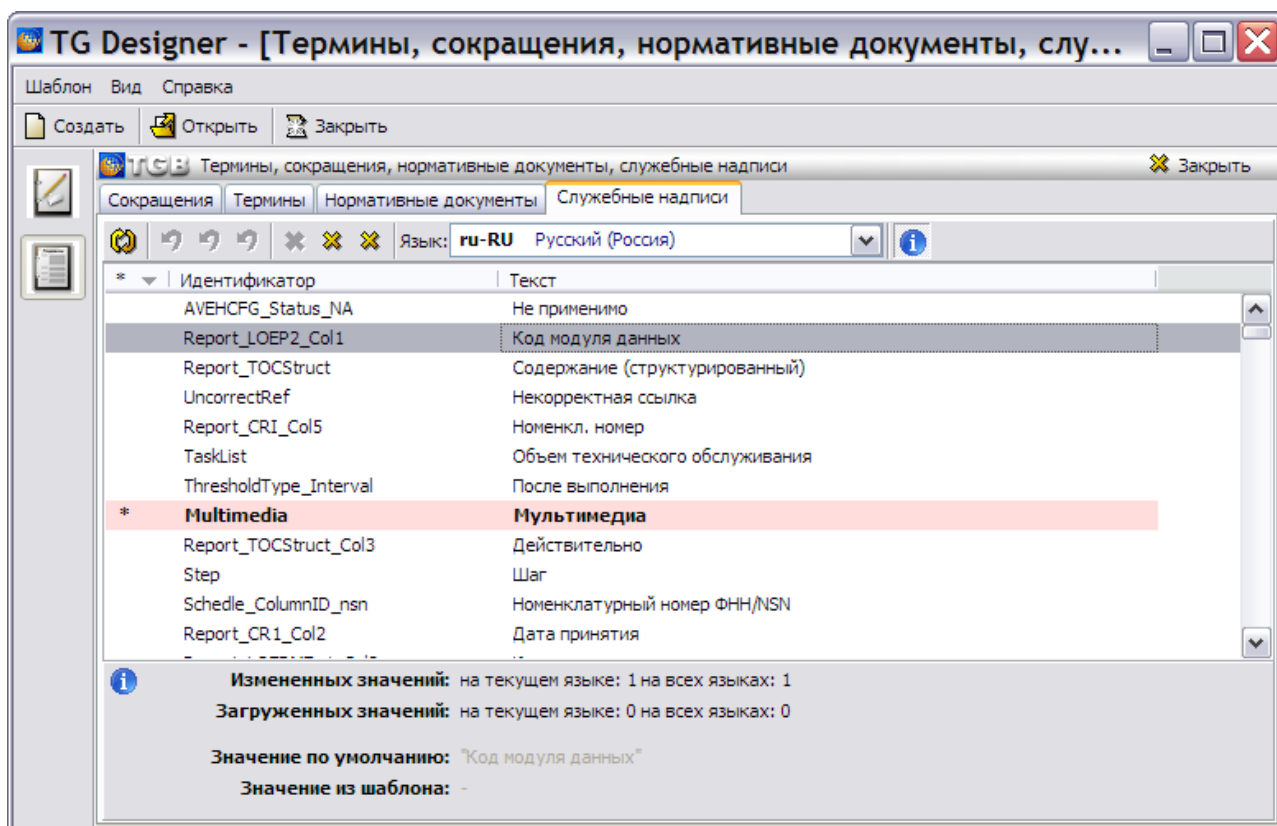 TG Designer - [Термины, сокращения, нормативные документы, слу...
Шаблон Вид Справка
Создать Открыть Закрыть
TGB Термины, сокращения, нормативные документы, служебные надписи Закрыть
Сокращения Термины Нормативные документы Служебные надписи
Язык: ru-RU Русский (Россия)
* Идентификатор Текст
AVEHCFG_Status_NA Не применимо
Report_LOEP2_Col1 Код модуля данных
Report_TOCStruct Содержание (структурированный)
UncorrectRef Некорректная ссылка
Report_CRI_Col5 Номенкл. номер
TaskList Объем технического обслуживания
ThresholdType_Interval После выполнения
* Multimedia Мультимедиа
Report_TOCStruct_Col3 Действительно
Step Шаг
Schedle_ColumnID_nsn Номенклатурный номер ФНН/NSN
Report_CR1_Col2 Дата принятия
Измененных значений: на текущем языке: 1 на всех языках: 1
Загруженных значений: на текущем языке: 0 на всех языках: 0
Значение по умолчанию: "Код модуля данных"
Значение из шаблона: -